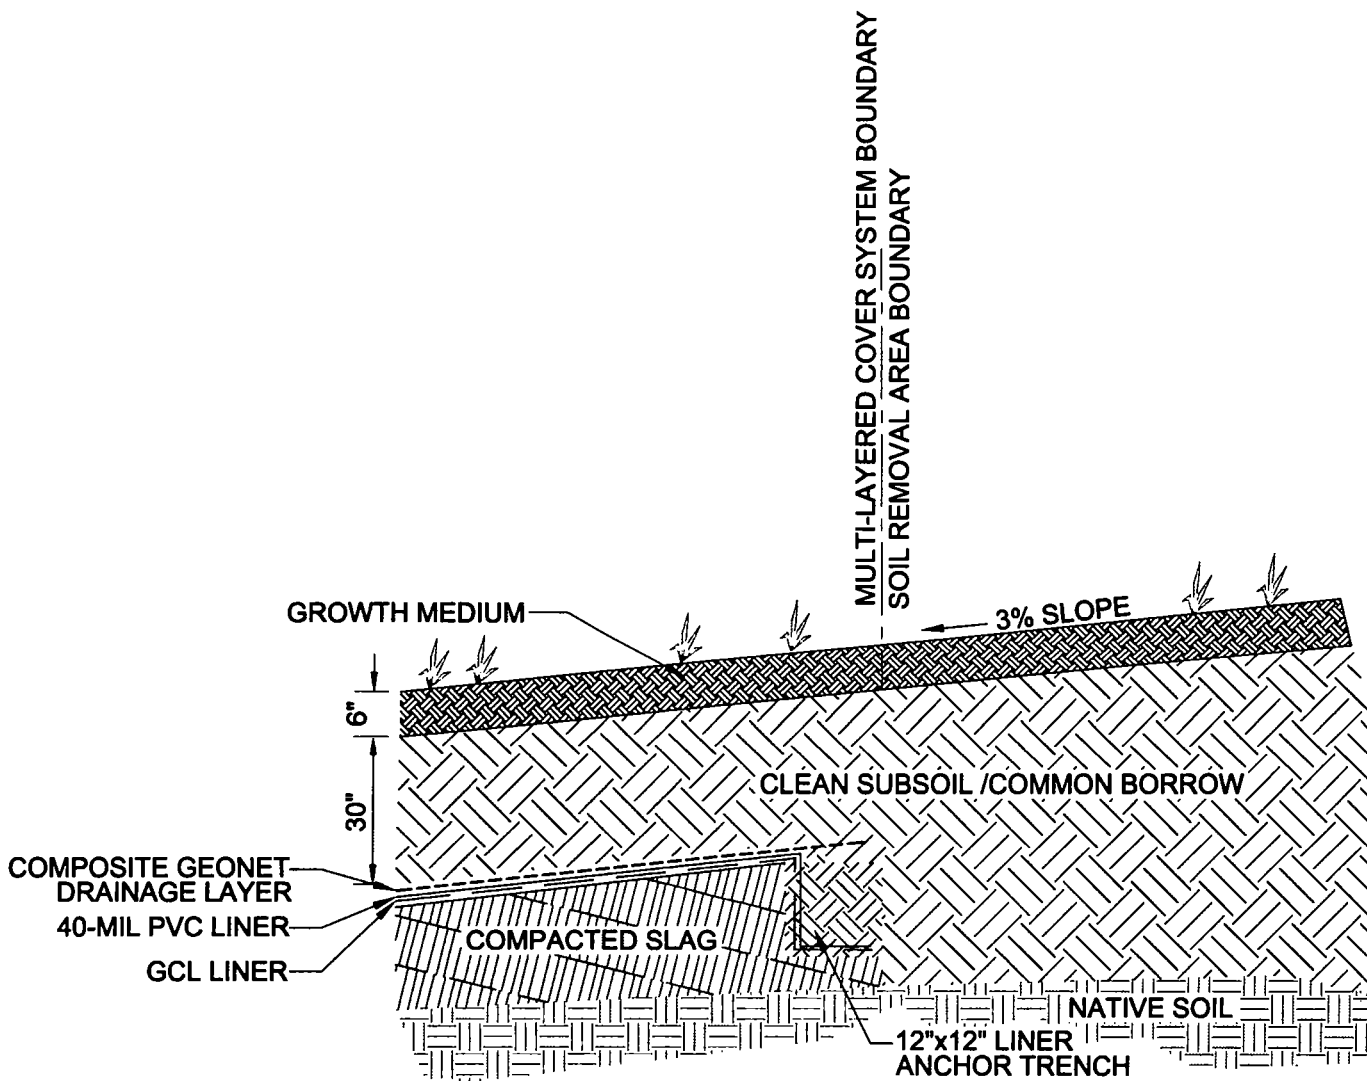 MULTI-LAYERED COVER SYSTEM BOUNDARY
SOIL REMOVAL AREA BOUNDARY
GROWTH MEDIUM
3% SLOPE
6"
30"
CLEAN SUBSOIL /COMMON BORROW
COMPOSITE GEONET
DRAINAGE LAYER
40-MIL PVC LINER
GCL LINER
COMPACTED SLAG
NATIVE SOIL
12"x12" LINER
ANCHOR TRENCH